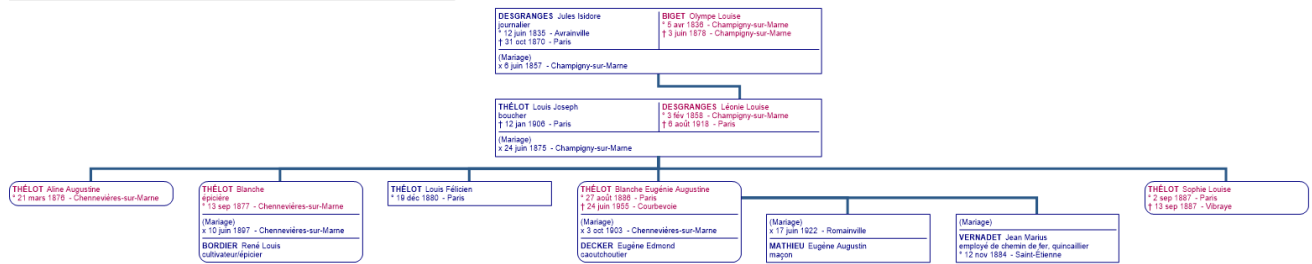 DESGRANGES Jules Isidore
journalier
° 12 juin 1835 - Avrainville
† 31 oct 1870 - Paris
BIGET Olympe Louise
° 5 avr 1836 - Champigny-sur-Marne
† 3 juin 1878 - Champigny-sur-Marne
(Mariage)
x 6 juin 1857 - Champigny-sur-Marne
THÉLOT Louis Joseph
boucher
† 12 jan 1906 - Paris
DESGRANGES Léonie Louise
° 3 fév 1858 - Champigny-sur-Marne
† 6 août 1918 - Paris
(Mariage)
x 24 juin 1875 - Champigny-sur-Marne
THÉLOT Aline Augustine
° 21 mars 1876 - Chennevières-sur-Marne
THÉLOT Blanche
épicière
° 13 sep 1877 - Chennevières-sur-Marne
(Mariage)
x 10 juin 1897 - Chennevières-sur-Marne
BORDIER René Louis
cultivateur/épicier
THÉLOT Louis Félicien
° 19 déc 1880 - Paris
THÉLOT Blanche Eugénie Augustine
° 27 août 1886 - Paris
† 24 juin 1955 - Courbevoie
(Mariage)
x 3 oct 1903 - Chennevières-sur-Marne
DECKER Eugène Edmond
caoutchoutier
(Mariage)
x 17 juin 1922 - Romainville
MATHIEU Eugène Augustin
maçon
(Mariage)
VERNADET Jean Marius
employé de chemin de fer, quincaillier
° 12 nov 1884 - Saint-Étienne
THÉLOT Sophie Louise
° 2 sep 1887 - Paris
† 13 sep 1887 - Vibraye